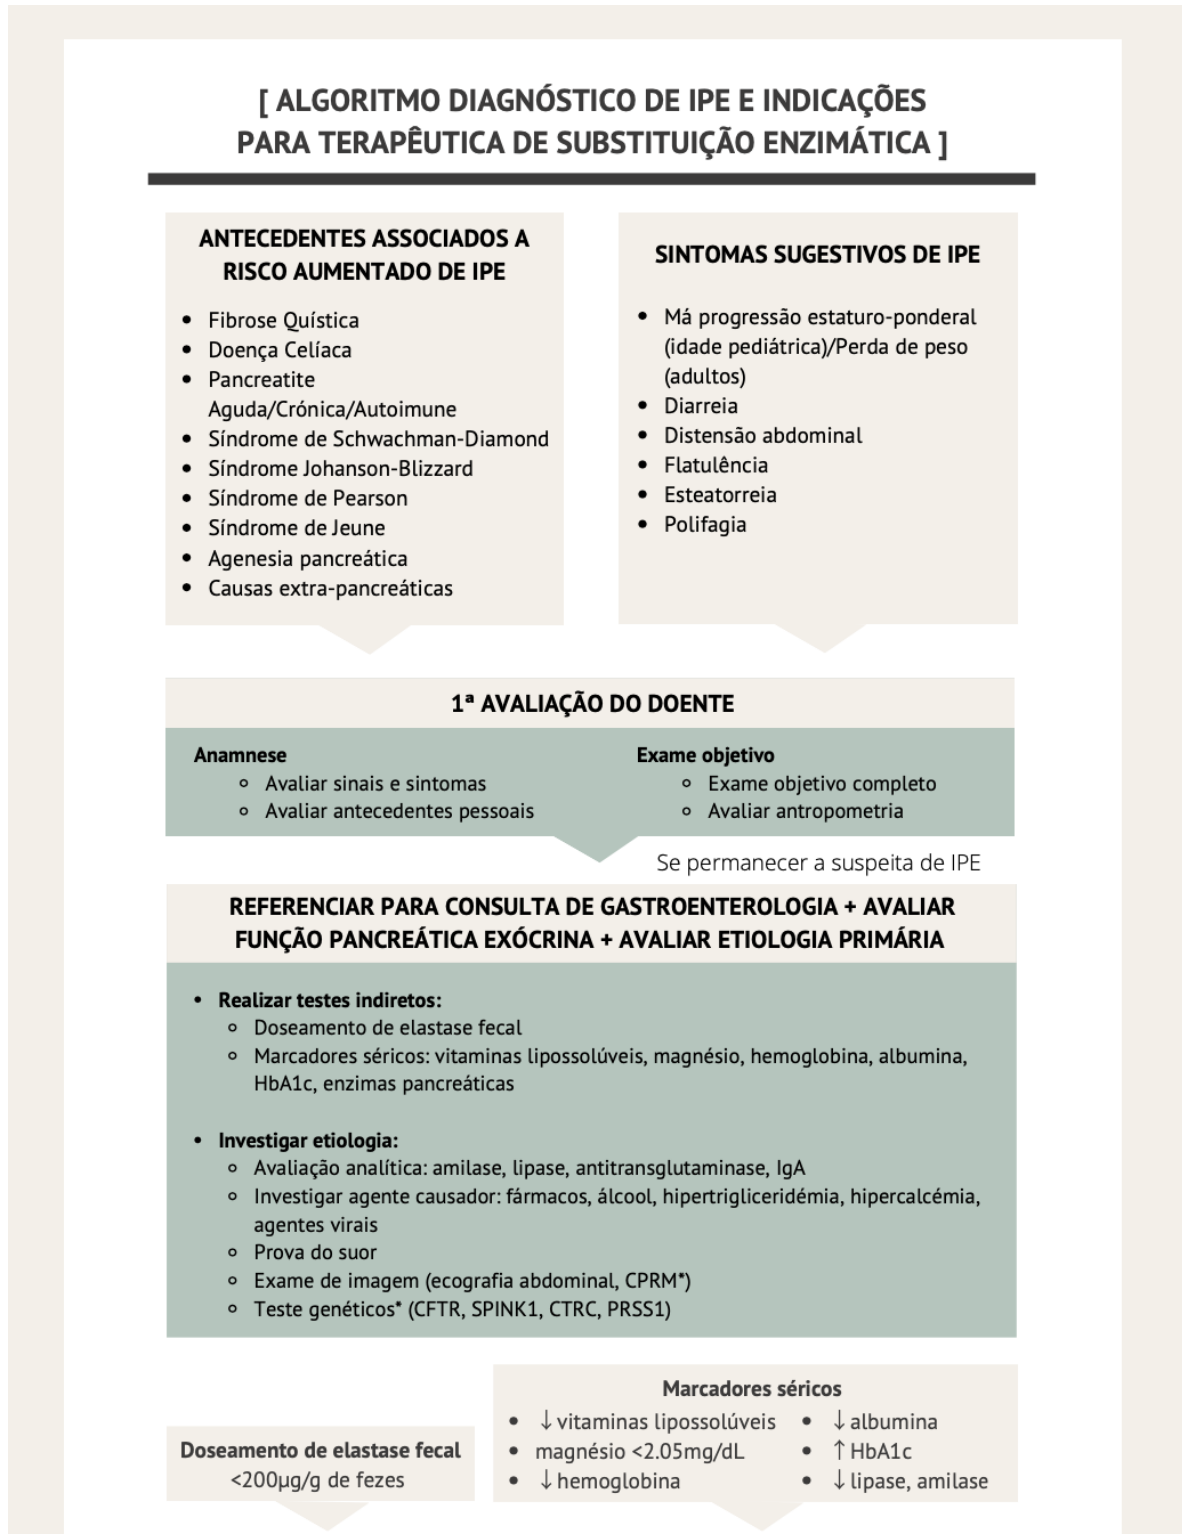 [ ALGORITMO DIAGNÓSTICO DE IPE E INDICAÇÕES
PARA TERAPÊUTICA DE SUBSTITUIÇÃO ENZIMÁTICA ]
ANTECEDENTES ASSOCIADOS A
RISCO AUMENTADO DE IPE
• Fibrose Quística
• Doença Celíaca
• Pancreatite
Aguda/Crónica/Autoimune
• Síndrome de Schwachman-Diamond
• Síndrome Johanson-Blizzard
• Síndrome de Pearson
• Síndrome de Jeune
• Agenesia pancreática
• Causas extra-pancreáticas
SINTOMAS SUGESTIVOS DE IPE
• Má progressão estaturo-ponderal
(idade pediátrica)/Perda de peso
(adultos)
• Diarreia
• Distensão abdominal
• Flatulência
• Esteatorreia
• Polifagia
1ª AVALIAÇÃO DO DOENTE
Anamnese
◦ Avaliar sinais e sintomas
◦ Avaliar antecedentes pessoais
Exame objetivo
◦ Exame objetivo completo
◦ Avaliar antropometria
Se permanecer a suspeita de IPE
REFERENCIAR PARA CONSULTA DE GASTROENTEROLOGIA + AVALIAR
FUNÇÃO PANCREÁTICA EXÓCRINA + AVALIAR ETIOLOGIA PRIMÁRIA
• Realizar testes indiretos:
◦ Doseamento de elastase fecal
◦ Marcadores séricos: vitaminas lipossolúveis, magnésio, hemoglobina, albumina,
HbA1c, enzimas pancreáticas
• Investigar etiologia:
◦ Avaliação analítica: amilase, lipase, antitransglutaminase, IgA
◦ Investigar agente causador: fármacos, álcool, hipertrigliceridémia, hipercalcémia,
agentes virais
◦ Prova do suor
◦ Exame de imagem (ecografia abdominal, CPRM*)
◦ Teste genéticos* (CFTR, SPINK1, CTRC, PRSS1)
Doseamento de elastase fecal
<200µg/g de fezes
Marcadores séricos
• ↓ vitaminas lipossolúveis
• magnésio <2.05mg/dL
• ↓ hemoglobina
• ↓ albumina
• ↑ HbA1c
• ↓ lipase, amilase